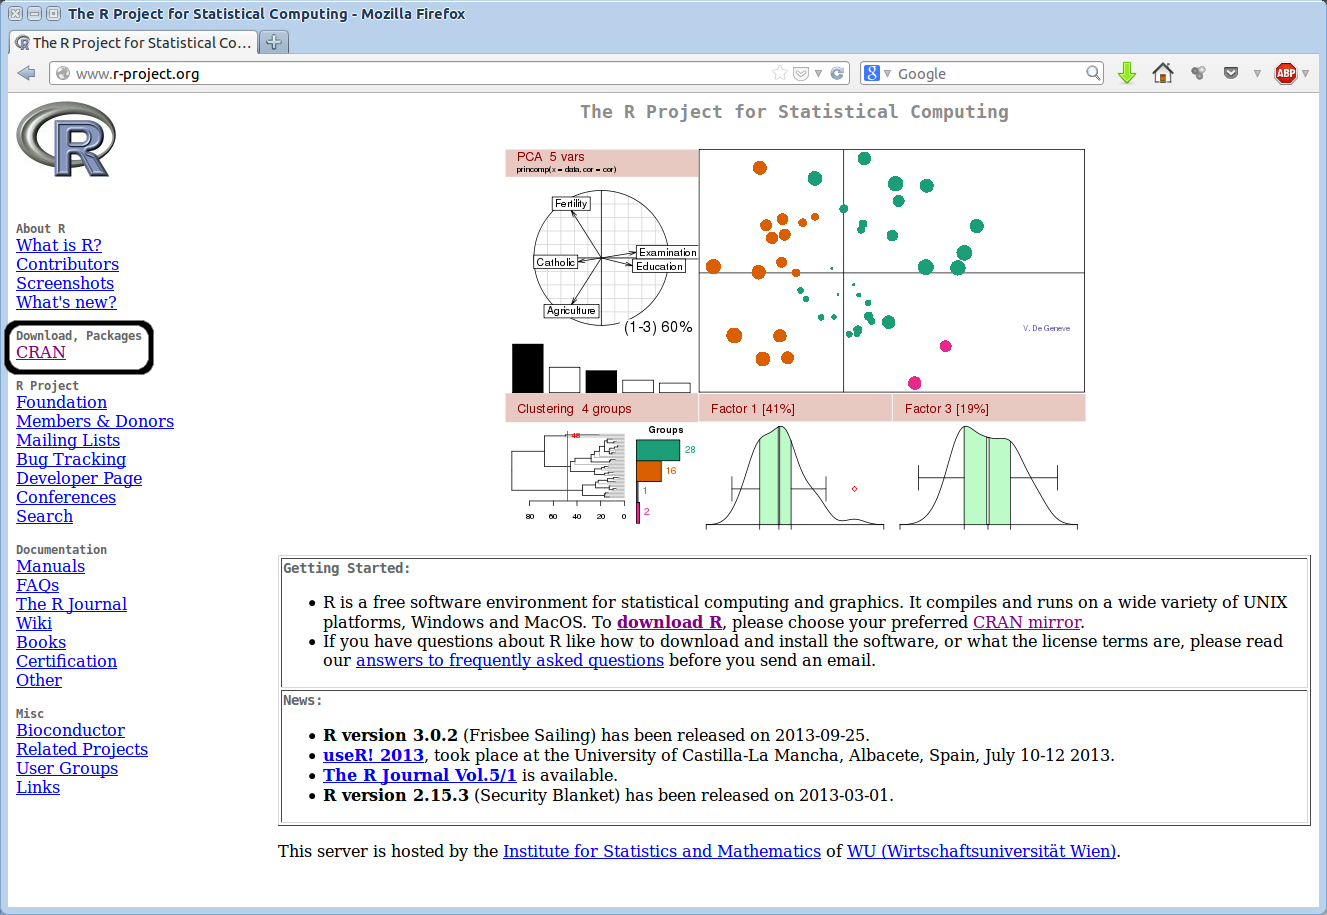 The R Project for Statistical Computing - Mozilla Firefox
The R Project for Statistical Co...
www.r-project.org
Google
ABP
R
The R Project for Statistical Computing
About R
What is R?
Contributors
Screenshots
What's new?
Download, Packages
CRAN
R Project
Foundation
Members & Donors
Mailing Lists
Bug Tracking
Developer Page
Conferences
Search
Documentation
Manuals
FAQs
The R Journal
Wiki
Books
Certification
Other
Misc
Bioconductor
Related Projects
User Groups
Links
PCA 5 vars
princomp(x = data, cor = cor)
Fertility
Examination
Catholic
Education
Agriculture
(1-3) 60%
V. De Geneve
Clustering 4 groups
Factor 1 [41%]
Factor 3 [19%]
Groups
48
28
16
1
2
80 60 40 20 0
Getting Started:
• R is a free software environment for statistical computing and graphics. It compiles and runs on a wide variety of UNIX
platforms, Windows and MacOS. To download R, please choose your preferred CRAN mirror.
• If you have questions about R like how to download and install the software, or what the license terms are, please read
our answers to frequently asked questions before you send an email.
News:
• R version 3.0.2 (Frisbee Sailing) has been released on 2013-09-25.
• useR! 2013, took place at the University of Castilla-La Mancha, Albacete, Spain, July 10-12 2013.
• The R Journal Vol.5/1 is available.
• R version 2.15.3 (Security Blanket) has been released on 2013-03-01.
This server is hosted by the Institute for Statistics and Mathematics of WU (Wirtschaftsuniversität Wien).